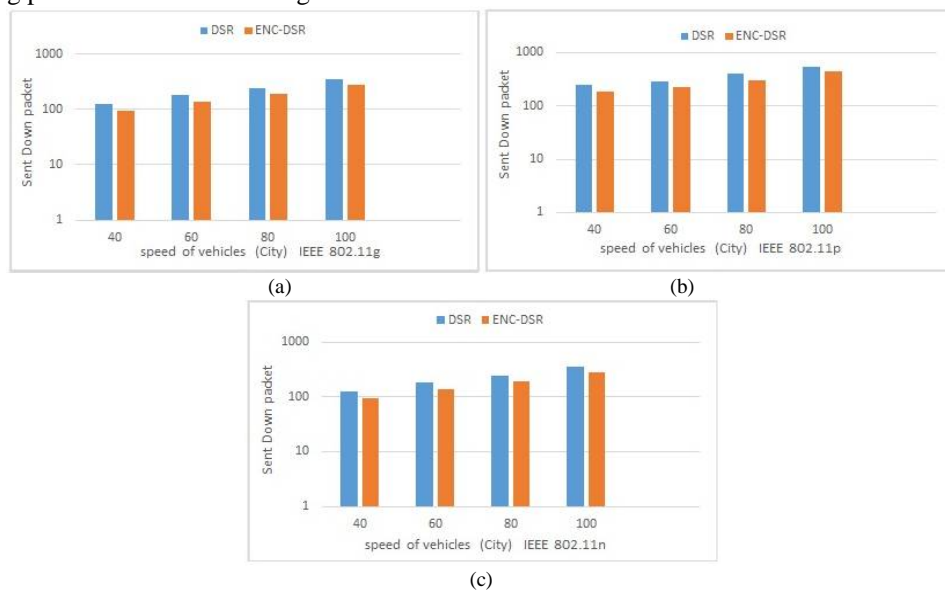 DSR ENC-DSR
1000
100
10
1
Sent Down packet
40 60 80 100
speed of vehicles (City) IEEE 802.11g
(a)
DSR ENC-DSR
1000
100
10
1
Sent Down packet
40 60 80 100
speed of vehicles (City) IEEE 802.11p
(b)
DSR ENC-DSR
1000
100
10
1
Sent Down packet
40 60 80 100
speed of vehicles (City) IEEE 802.11n
(c)